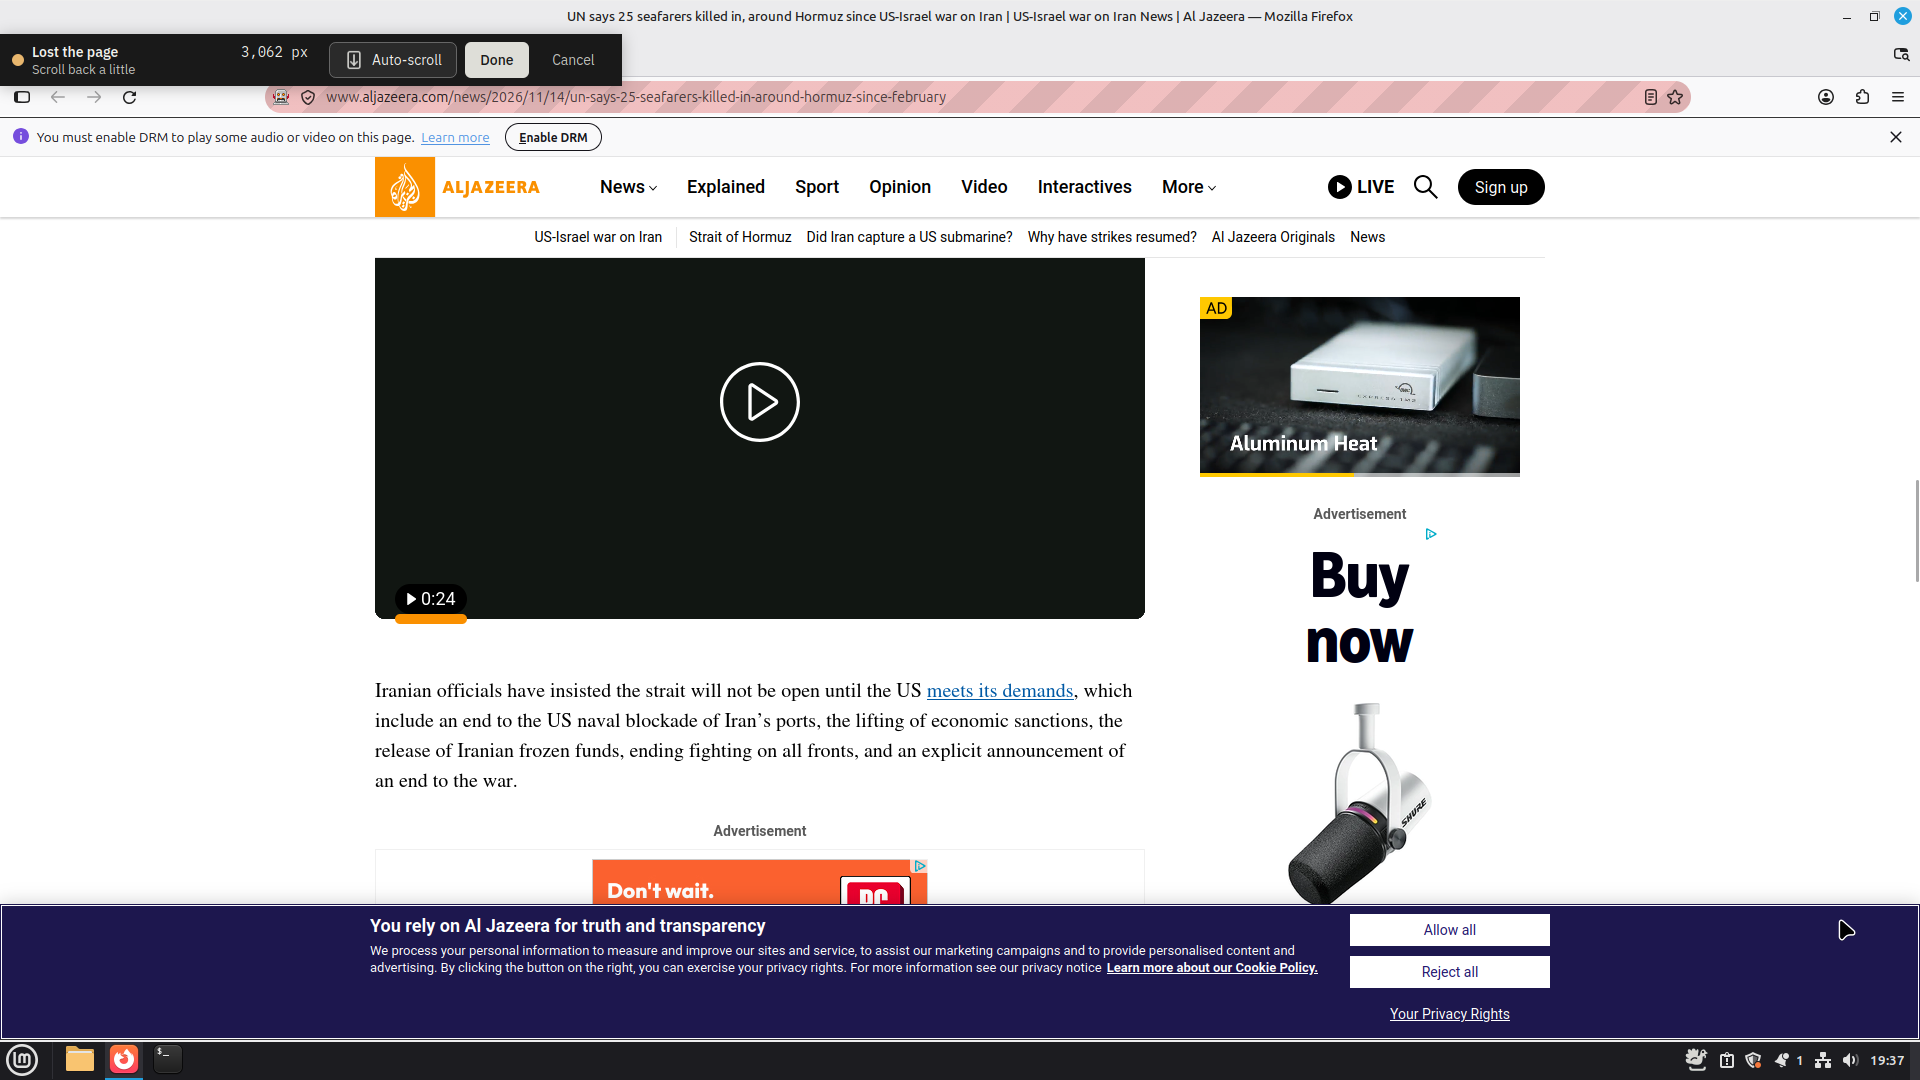 UN says 25 seafarers killed in, around Hormuz since US-Israel war on Iran | US-Israel war on Iran News | Al Jazeera — Mozilla Firefox
Lost the page
Scroll back a little
3,062 px
Auto-scroll
Done
Cancel
www.aljazeera.com/news/2026/11/14/un-says-25-seafarers-killed-in-around-hormuz-since-february
You must enable DRM to play some audio or video on this page. Learn more
Enable DRM
ALJAZEERA
News
Explained
Sport
Opinion
Video
Interactives
More
LIVE
Sign up
US-Israel war on Iran
Strait of Hormuz
Did Iran capture a US submarine?
Why have strikes resumed?
Al Jazeera Originals
News
0:24
Iranian officials have insisted the strait will not be open until the US meets its demands, which
include an end to the US naval blockade of Iran’s ports, the lifting of economic sanctions, the
release of Iranian frozen funds, ending fighting on all fronts, and an explicit announcement of
an end to the war.
Advertisement
Don't wait.
AD
Aluminum Heat
Advertisement
Buy
now
SHURE
You rely on Al Jazeera for truth and transparency
We process your personal information to measure and improve our sites and service, to assist our marketing campaigns and to provide personalised content and
advertising. By clicking the button on the right, you can exercise your privacy rights. For more information see our privacy notice Learn more about our Cookie Policy.
Allow all
Reject all
Your Privacy Rights
1
19:37